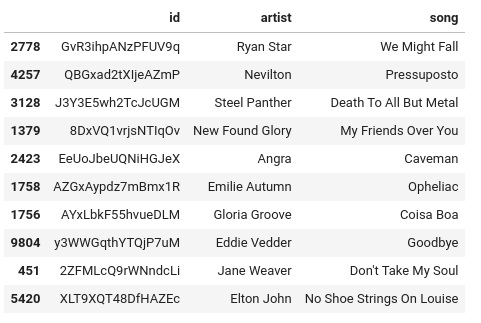 id artist song
2778 GvR3ihpANzPFUV9q Ryan Star We Might Fall
4257 QBGxad2tXIjeAZmP Nevilton Pressuposto
3128 J3Y3E5wh2TcJcUGM Steel Panther Death To All But Metal
1379 8DxVQ1vrjsNTIqOv New Found Glory My Friends Over You
2423 EeUoJbeUQNiHGJeX Angra Caveman
1758 AZGxAypdz7mBmx1R Emilie Autumn Opheliac
1756 AYxLbkF55hvueDLM Gloria Groove Coisa Boa
9804 y3WWGqthYTQjP7uM Eddie Vedder Goodbye
451 2ZFMLcQ9rWNndcLi Jane Weaver Don't Take My Soul
5420 XLT9XQT48DfHAZEc Elton John No Shoe Strings On Louise